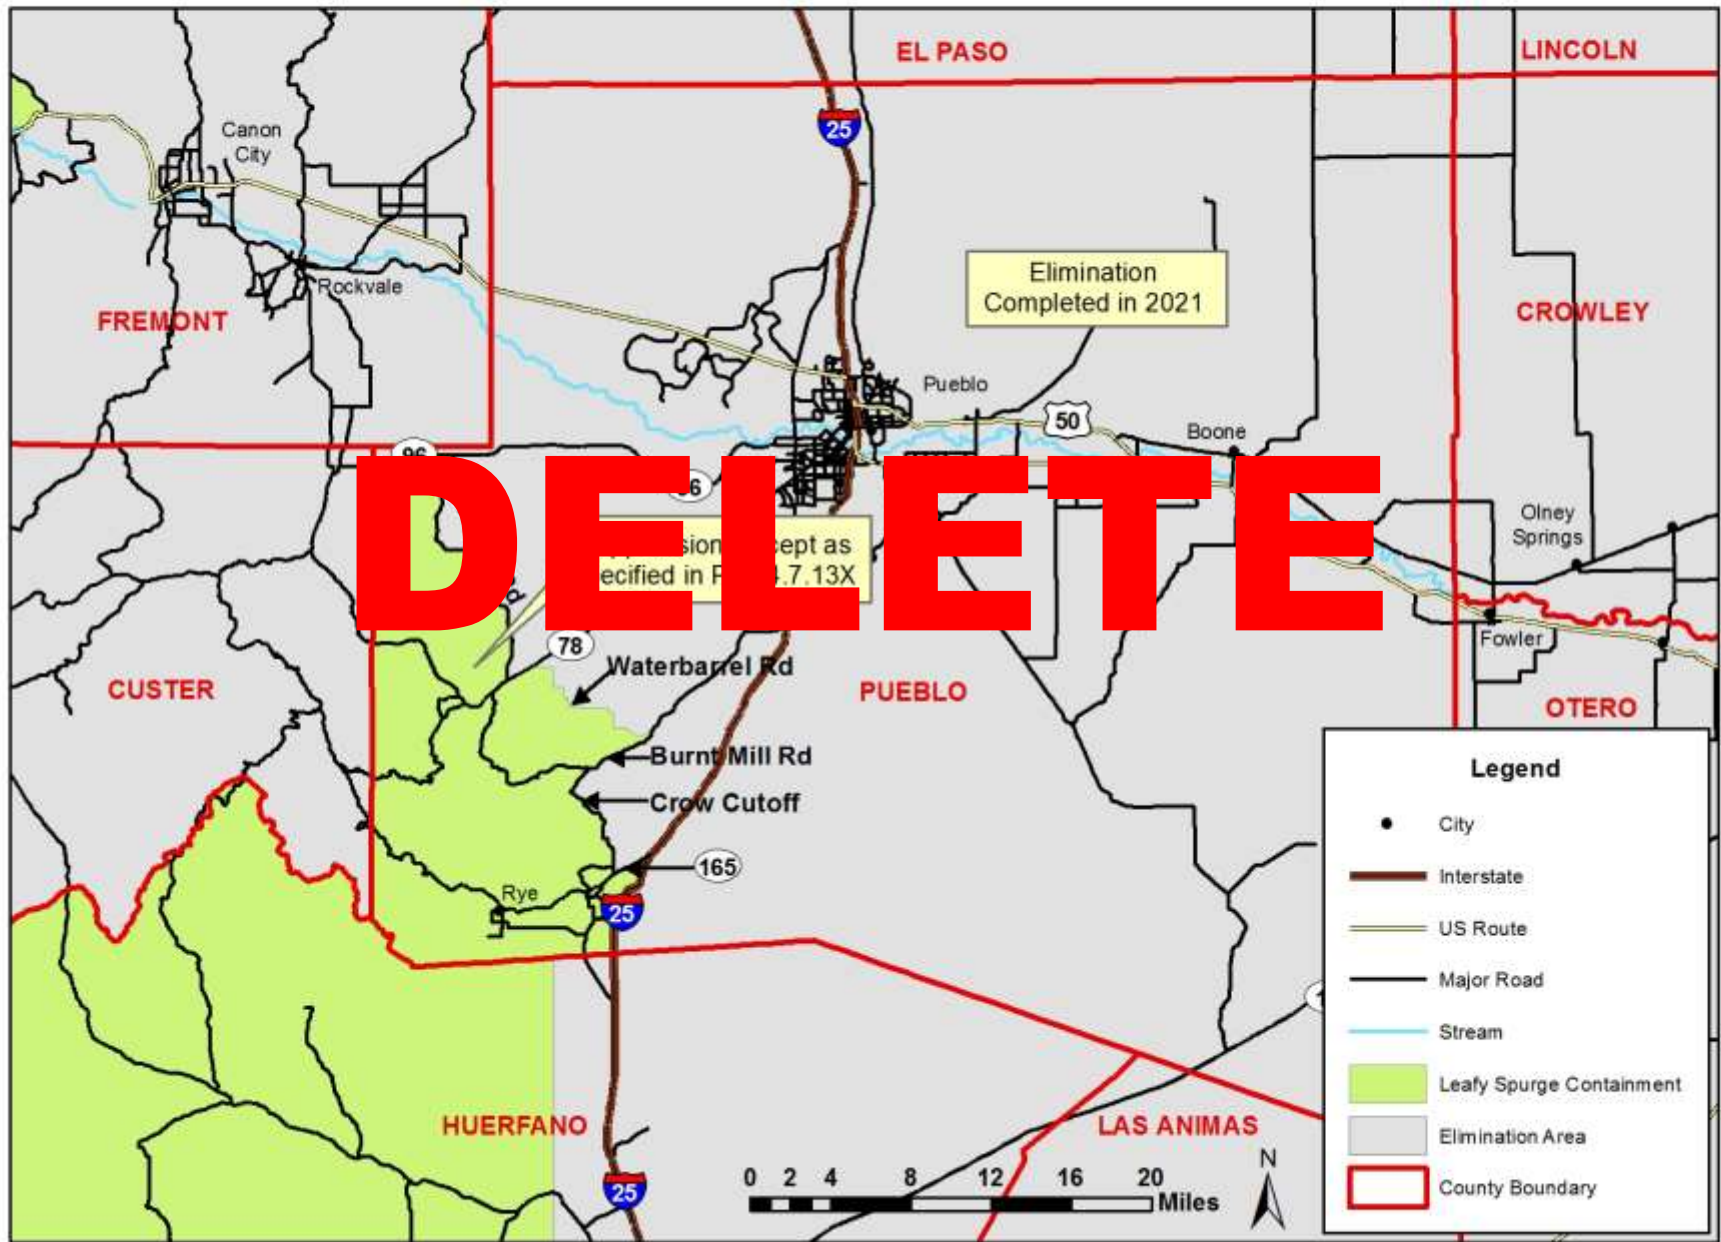 EL PASO
LINCOLN
25
Canon
City
Elimination
Completed in 2021
Rockvale
FREMONT
CROWLEY
Pueblo
50
Boone
DELETE
Olney
Springs
as
in
78
Fowler
Waterbarrel Rd
CUSTER
PUEBLO
OTERO
Burnt Mill Rd
Crow Cutoff
165
Rye
25
HUERFANO
LAS ANIMAS
25
0 2 4 8 12 16 20
Miles
N
Legend
City
Interstate
US Route
Major Road
Stream
Leafy Spurge Containment
Elimination Area
County Boundary